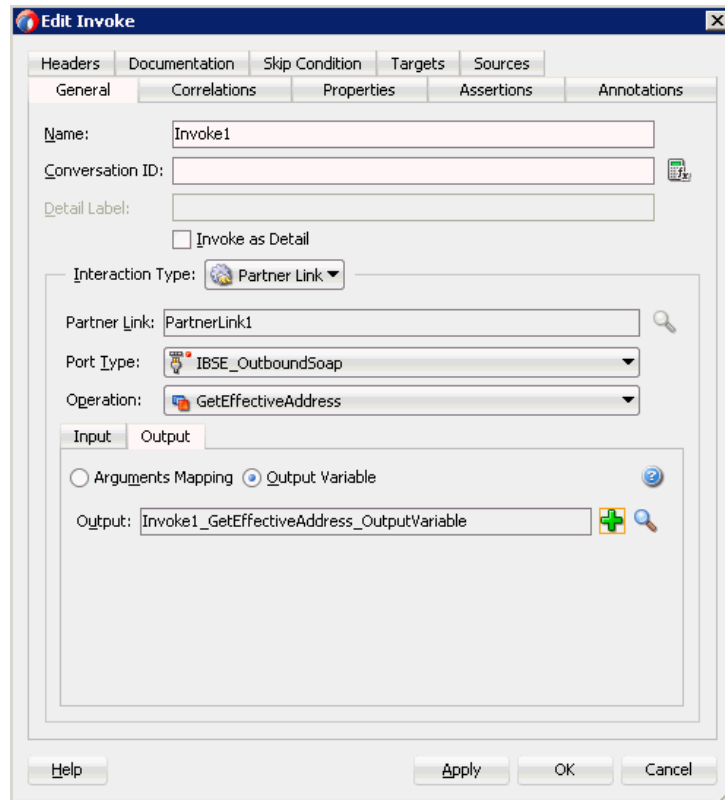 Edit Invoke
Headers Documentation Skip Condition Targets Sources
General Correlations Properties Assertions Annotations
Name: Invoke1
Conversation ID:
Detail Label:
Invoke as Detail
Interaction Type: Partner Link
Partner Link: PartnerLink1
Port Type: IBSE_OutboundSoap
Operation: GetEffectiveAddress
Input Output
Arguments Mapping Output Variable
Output: Invoke1_GetEffectiveAddress_OutputVariable
Help Apply OK Cancel